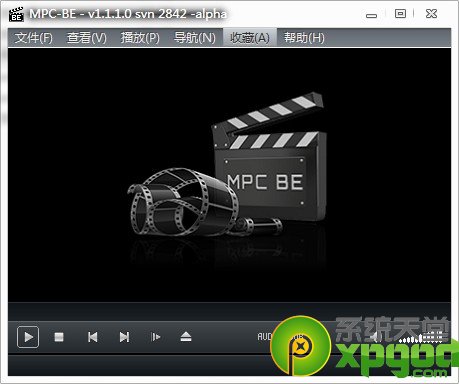 MPC-BE - v1.1.1.0 svn 2842 -alpha
文件(F) 查看(V) 播放(P) 导航(N) 收藏(A) 帮助(H)
MPC BE
AUD
系统天堂
xpgod